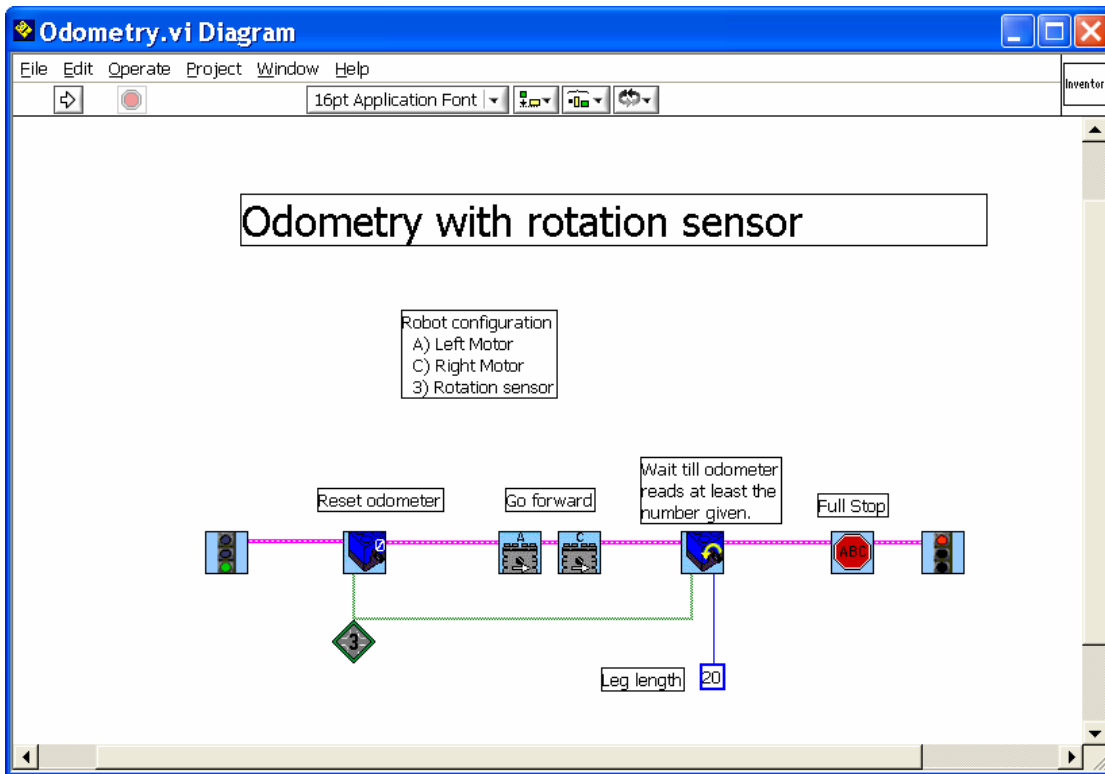 Odometry.vi Diagram
File Edit Operate Project Window Help
16pt Application Font
Inventor
Odometry with rotation sensor
Robot configuration
A) Left Motor
C) Right Motor
3) Rotation sensor
Wait till odometer
reads at least the
number given.
Reset odometer
Go forward
Full Stop
0
A
C
ABC
3
Leg length
20